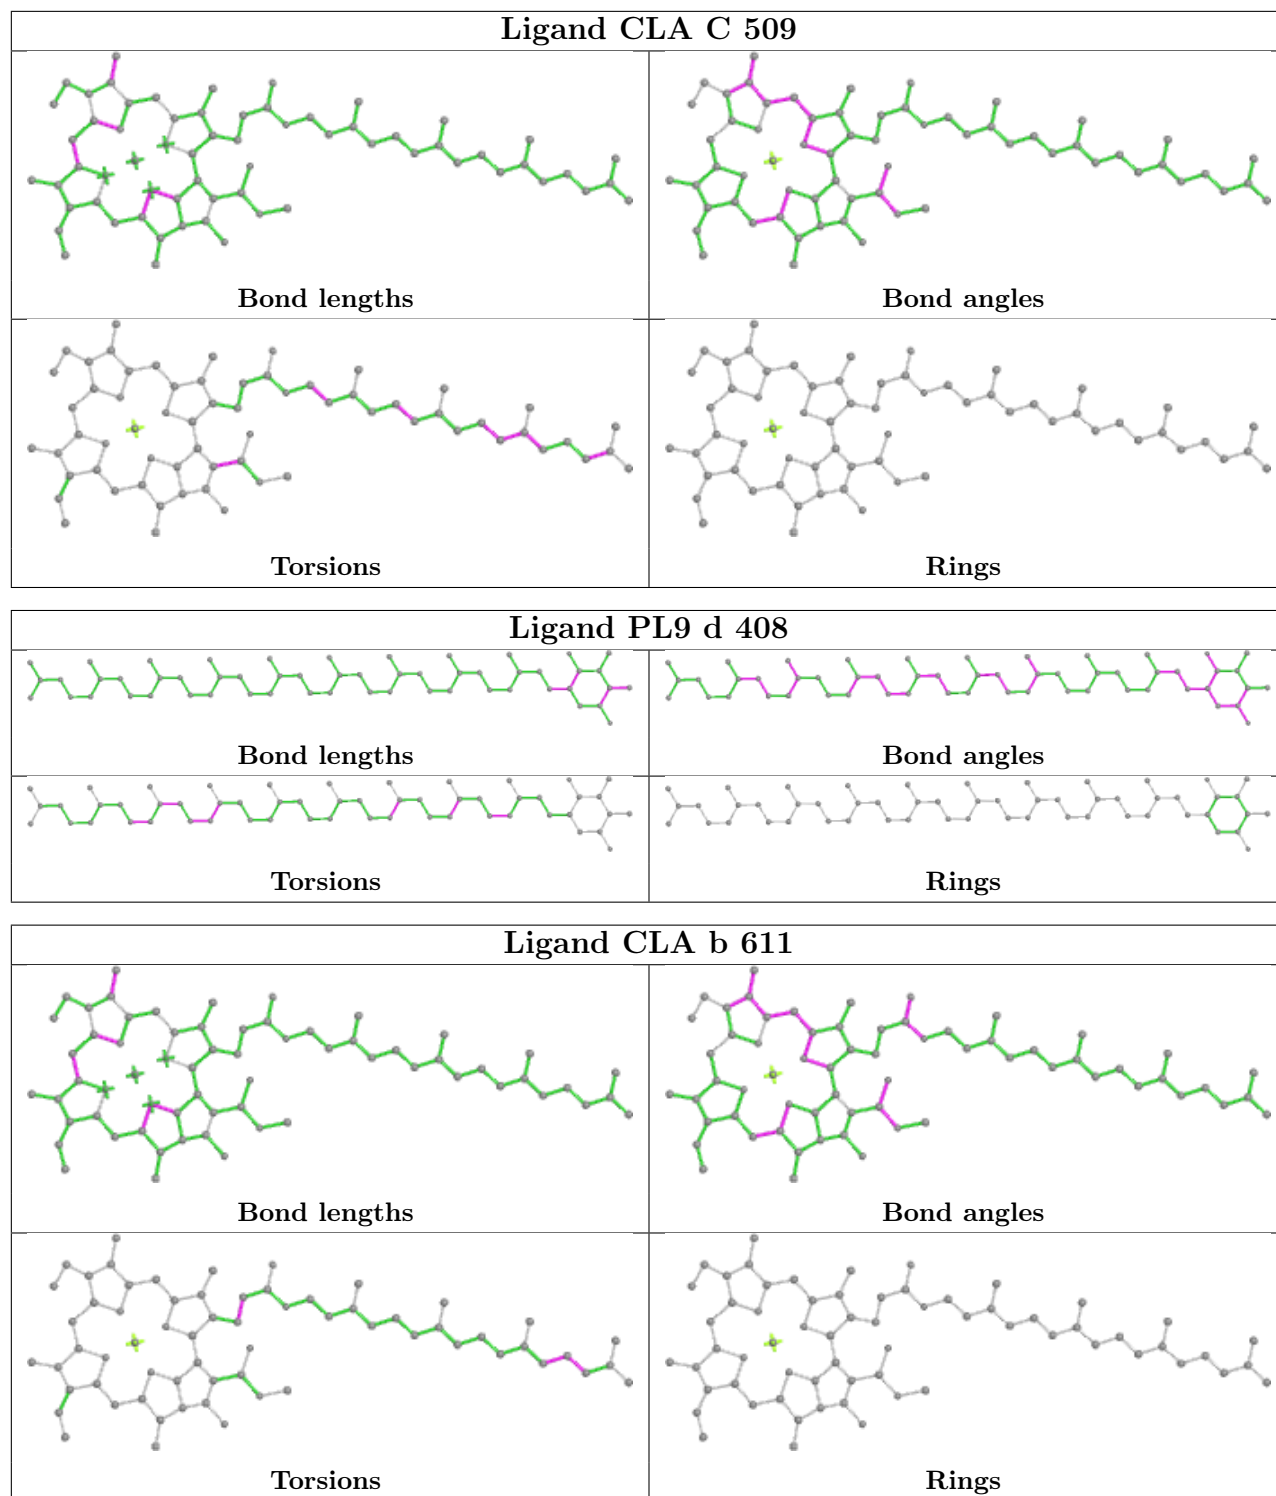 Ligand CLA C 509
Bond lengths
Bond angles
Torsions
Rings
Ligand PL9 d 408
Bond lengths
Bond angles
Torsions
Rings
Ligand CLA b 611
Bond lengths
Bond angles
Torsions
Rings